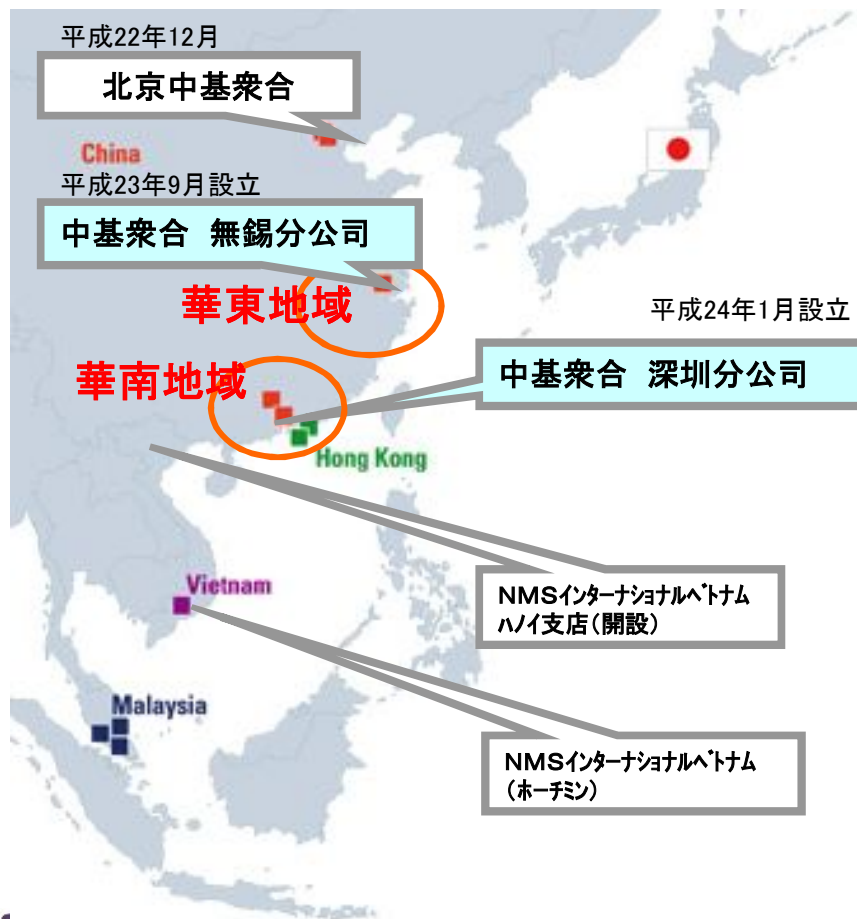 平成22年12月
北京中基衆合
China
平成23年9月設立
中基衆合 無錫分公司
華東地域
平成24年1月設立
華南地域
中基衆合 深圳分公司
Hong Kong
NMSインターナショナルベトナム
ハノイ支店(開設)
Vietnam
Malaysia
NMSインターナショナルベトナム
(ホーチミン)